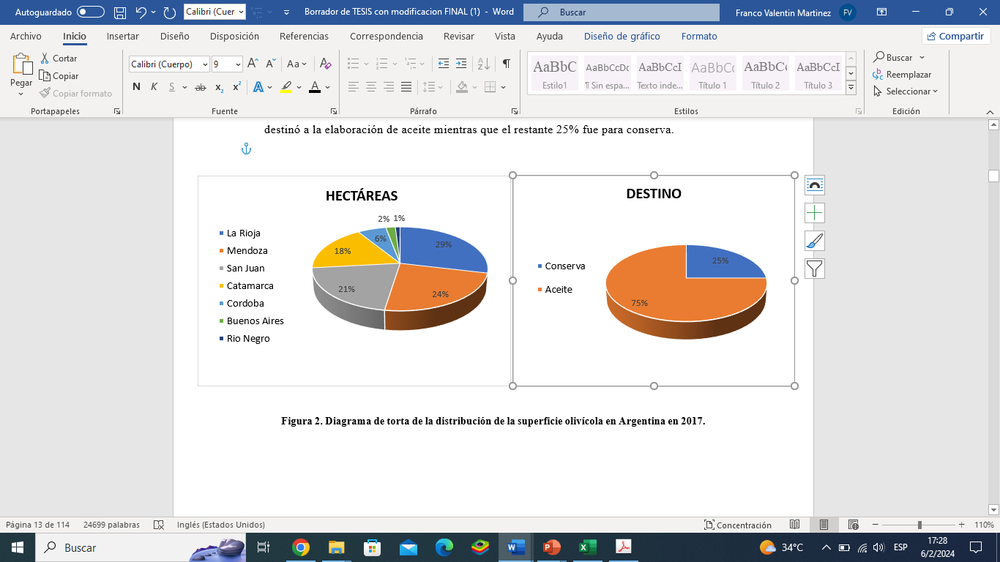 Autoguardado
Calibri (Cuer
Borrador de TESIS con modificacion FINAL (1) - Word
Buscar
Franco Valentin Martinez
FV
Archivo
Inicio
Insertar
Diseño
Disposición
Referencias
Correspondencia
Revisar
Vista
Ayuda
Diseño de gráfico
Formato
Compartir
Pegar
Cortar
Copiar
Copiar formato
Portapapeles
Calibri (Cuerpo)
9
Aa
N K S ab x₂ x² A A
Fuente
Párrafo
AaBbC
Estilo1
AaBbCcDc
¶ Sin espa...
AaBbCcI
Texto inde...
AaBbCc
Título 1
AaBbCc
Título 2
AaBbCcI
Título 3
Estilos
Buscar
Reemplazar
Seleccionar
Edición
destinó a la elaboración de aceite mientras que el restante 25% fue para conserva.
HECTÁREAS
La Rioja
Mendoza
San Juan
Catamarca
Cordoba
Buenos Aires
Rio Negro
2% 1%
6%
29%
18%
21%
24%
DESTINO
Conserva
Aceite
25%
75%
Figura 2. Diagrama de torta de la distribución de la superficie olivícola en Argentina en 2017.
Página 13 de 114
24699 palabras
Inglés (Estados Unidos)
Concentración
110%
Buscar
34°C
ESP
17:28
6/2/2024